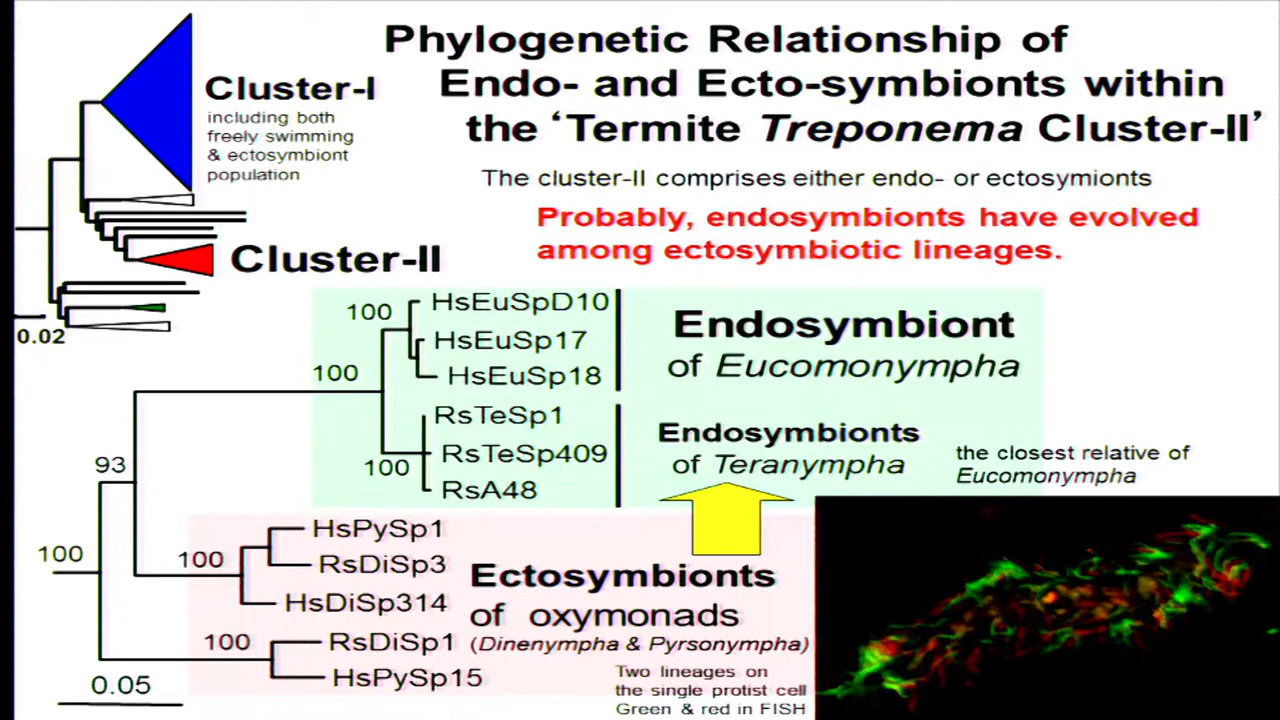 Phylogenetic Relationship of
Endo- and Ecto-symbionts within
the ‘Termite Treponema Cluster-II’
Cluster-I
including both
freely swimming
& ectosymbiont
population
The cluster-II comprises either endo- or ectosymionts
Probably, endosymbionts have evolved
among ectosymbiotic lineages.
Cluster-II
0.02
100
HsEuSpD10
HsEuSp17
HsEuSp18
100
Endosymbiont
of Eucomonympha
RsTeSp1
RsTeSp409
RsA48
100
Endosymbionts
of Teranympha
the closest relative of
Eucomonympha
93
100
HsPySp1
RsDiSp3
HsDiSp314
100
Ectosymbionts
of oxymonads
(Dinenympha & Pyrsonympha)
RsDiSp1
HsPySp15
100
Two lineages on
the single protist cell
Green & red in FISH
0.05